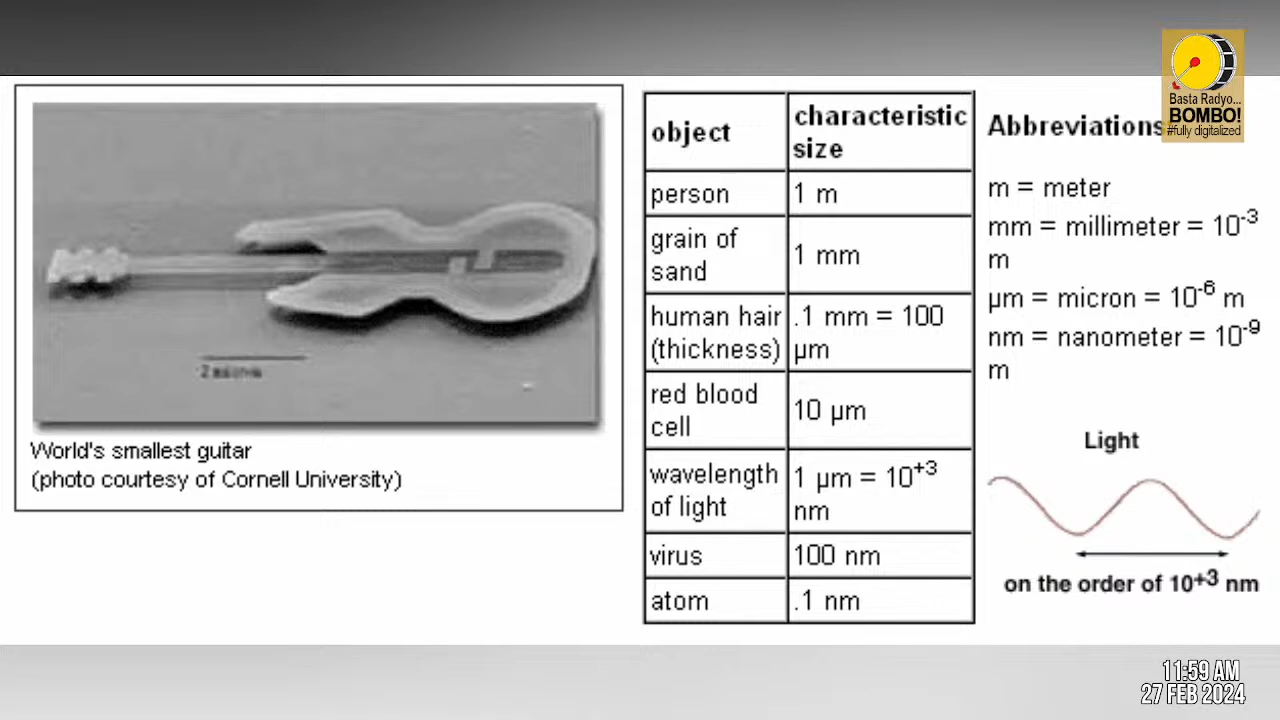 Basta Radyo...
BOMBO!
#fully digitalized
World's smallest guitar
(photo courtesy of Cornell University)
object
characteristic
size
person
1 m
grain of
sand
1 mm
human hair
(thickness)
.1 mm = 100
µm
red blood
cell
10 µm
wavelength
of light
1 µm = 10⁺³
nm
virus
100 nm
atom
.1 nm
Abbreviations
m = meter
mm = millimeter = 10⁻³
m
µm = micron = 10⁻⁶ m
nm = nanometer = 10⁻⁹
m
Light
on the order of 10⁺³ nm
11:59 AM
27 FEB 2024